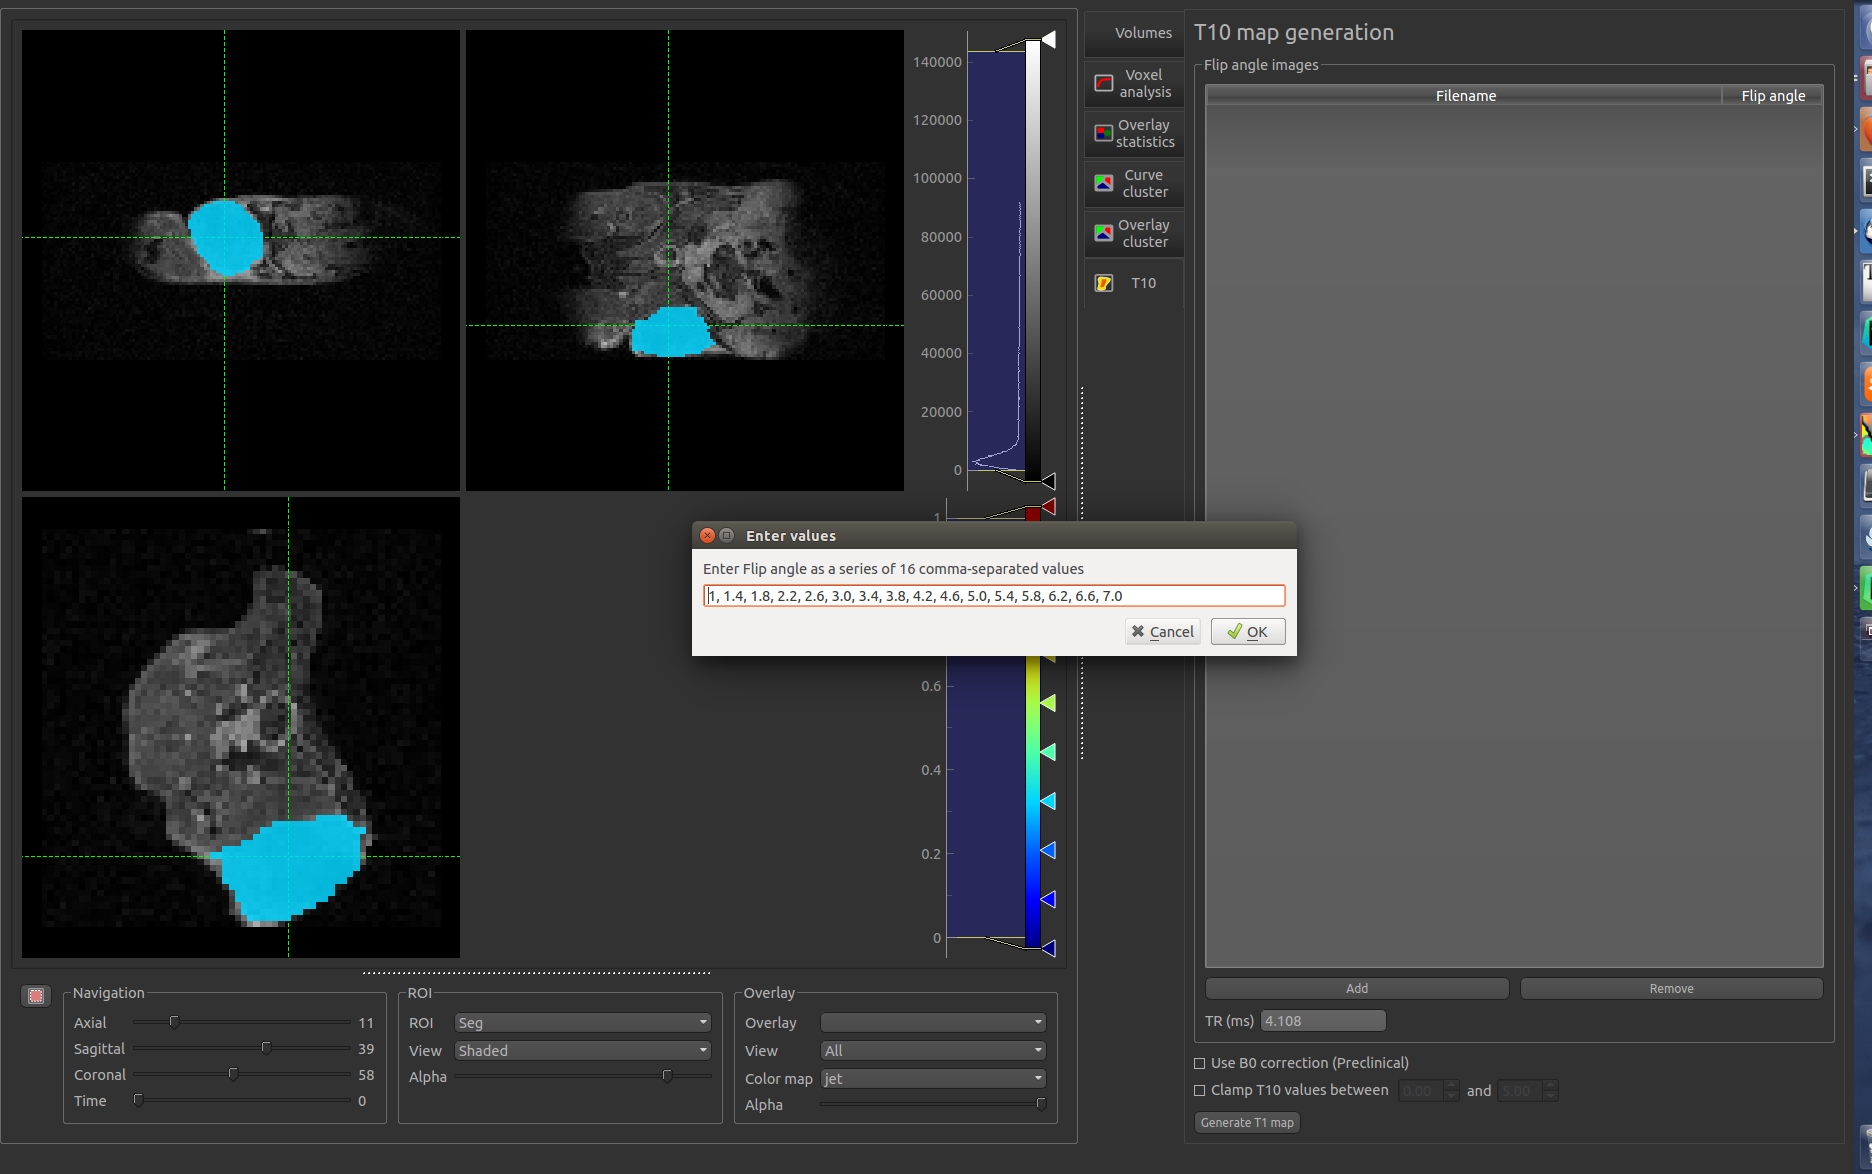 140000
120000
100000
80000
60000
40000
20000
0
1
0.6
0.4
0.2
0
Volumes
Voxel
analysis
Overlay
statistics
Curve
cluster
Overlay
cluster
T10
T10 map generation
Flip angle images
Filename Flip angle
Enter values
Enter Flip angle as a series of 16 comma-separated values
1, 1.4, 1.8, 2.2, 2.6, 3.0, 3.4, 3.8, 4.2, 4.6, 5.0, 5.4, 5.8, 6.2, 6.6, 7.0
Cancel OK
Navigation
Axial 11
Sagittal 39
Coronal 58
Time 0
ROI
ROI Seg
View Shaded
Alpha
Overlay
Overlay
View All
Color map jet
Alpha
Add Remove
TR (ms) 4.108
Use B0 correction (Preclinical)
Clamp T10 values between 0.00 and 5.00
Generate T1 map